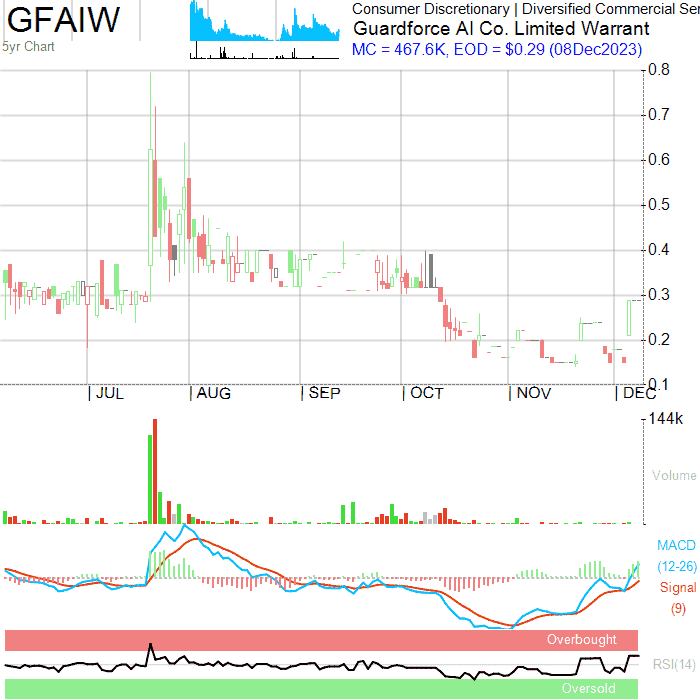 GFAIW
5yr Chart
Consumer Discretionary | Diversified Commercial Ser
Guardforce AI Co. Limited Warrant
MC = 467.6K, EOD = $0.29 (08Dec2023)
0.8
0.7
0.6
0.5
0.4
0.3
0.2
0.1
JUL AUG SEP OCT NOV DEC
144k
Volume
MACD
(12-26)
Signal
(9)
Overbought
RSI(14)
Oversold